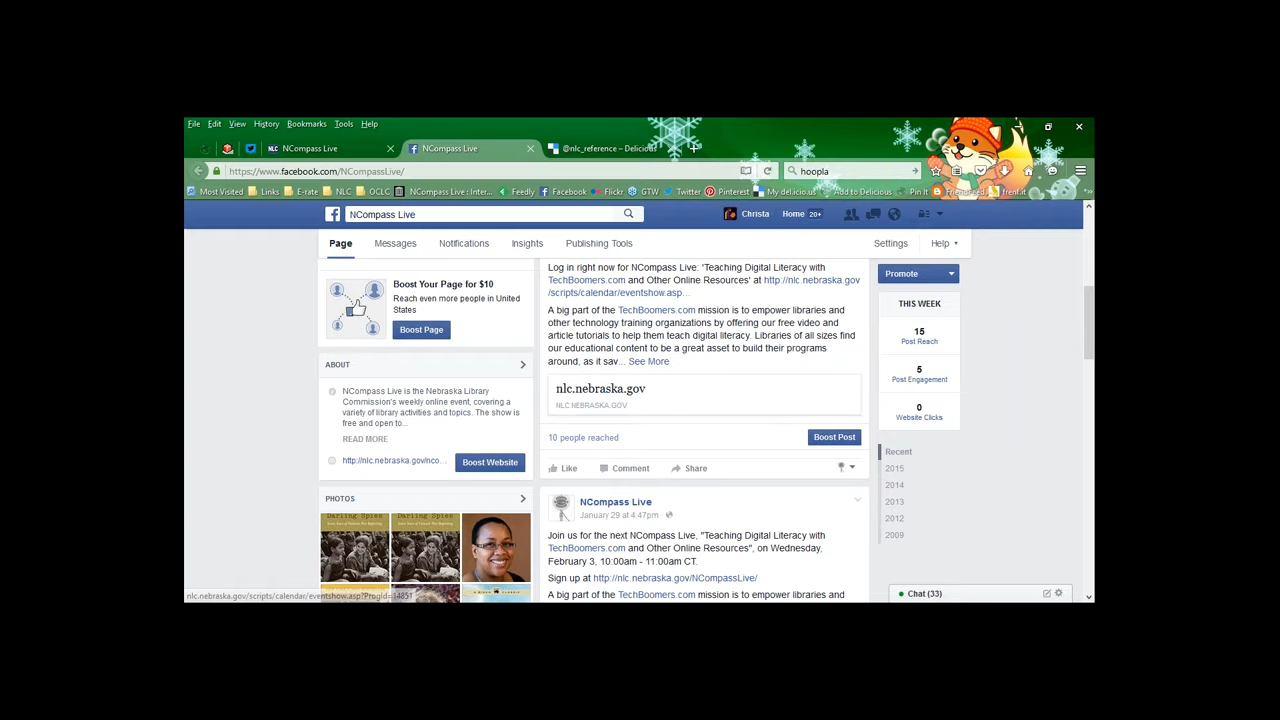 File Edit View History Bookmarks Tools Help
NLC NCompass Live
NCompass Live
@nlc_reference – Delicious
https://www.facebook.com/NCompassLive/
hoopla
Most Visited Links E-rate NLC OCLC NCompass Live : Inter... Feedly Facebook Flickr GTW Twitter Pinterest My del.icio.us Add to Delicious Pin It FriendFeed frenf.it
NCompass Live
Christa Home 20+
Page Messages Notifications Insights Publishing Tools Settings Help
Boost Your Page for $10
Reach even more people in United
States
Boost Page
ABOUT
NCompass Live is the Nebraska Library
Commission's weekly online event, covering a
variety of library activities and topics. The show is
free and open to...
READ MORE
http://nlc.nebraska.gov/nco...
Boost Website
PHOTOS
Log in right now for NCompass Live: 'Teaching Digital Literacy with
TechBoomers.com and Other Online Resources' at http://nlc.nebraska.gov
/scripts/calendar/eventshow.asp...
A big part of the TechBoomers.com mission is to empower libraries and
other technology training organizations by offering our free video and
article tutorials to help them teach digital literacy. Libraries of all sizes find
our educational content to be a great asset to build their programs
around, as it sav... See More
nlc.nebraska.gov
NLC.NEBRASKA.GOV
10 people reached
Boost Post
Like Comment Share
NCompass Live
January 29 at 4:47pm
Join us for the next NCompass Live, "Teaching Digital Literacy with
TechBoomers.com and Other Online Resources", on Wednesday,
February 3, 10:00am - 11:00am CT.
Sign up at http://nlc.nebraska.gov/NCompassLive/
A big part of the TechBoomers.com mission is to empower libraries and
Promote
THIS WEEK
15
Post Reach
5
Post Engagement
0
Website Clicks
Recent
2015
2014
2013
2012
2009
Chat (33)
nlc.nebraska.gov/scripts/calendar/eventshow.asp?ProgId=14851